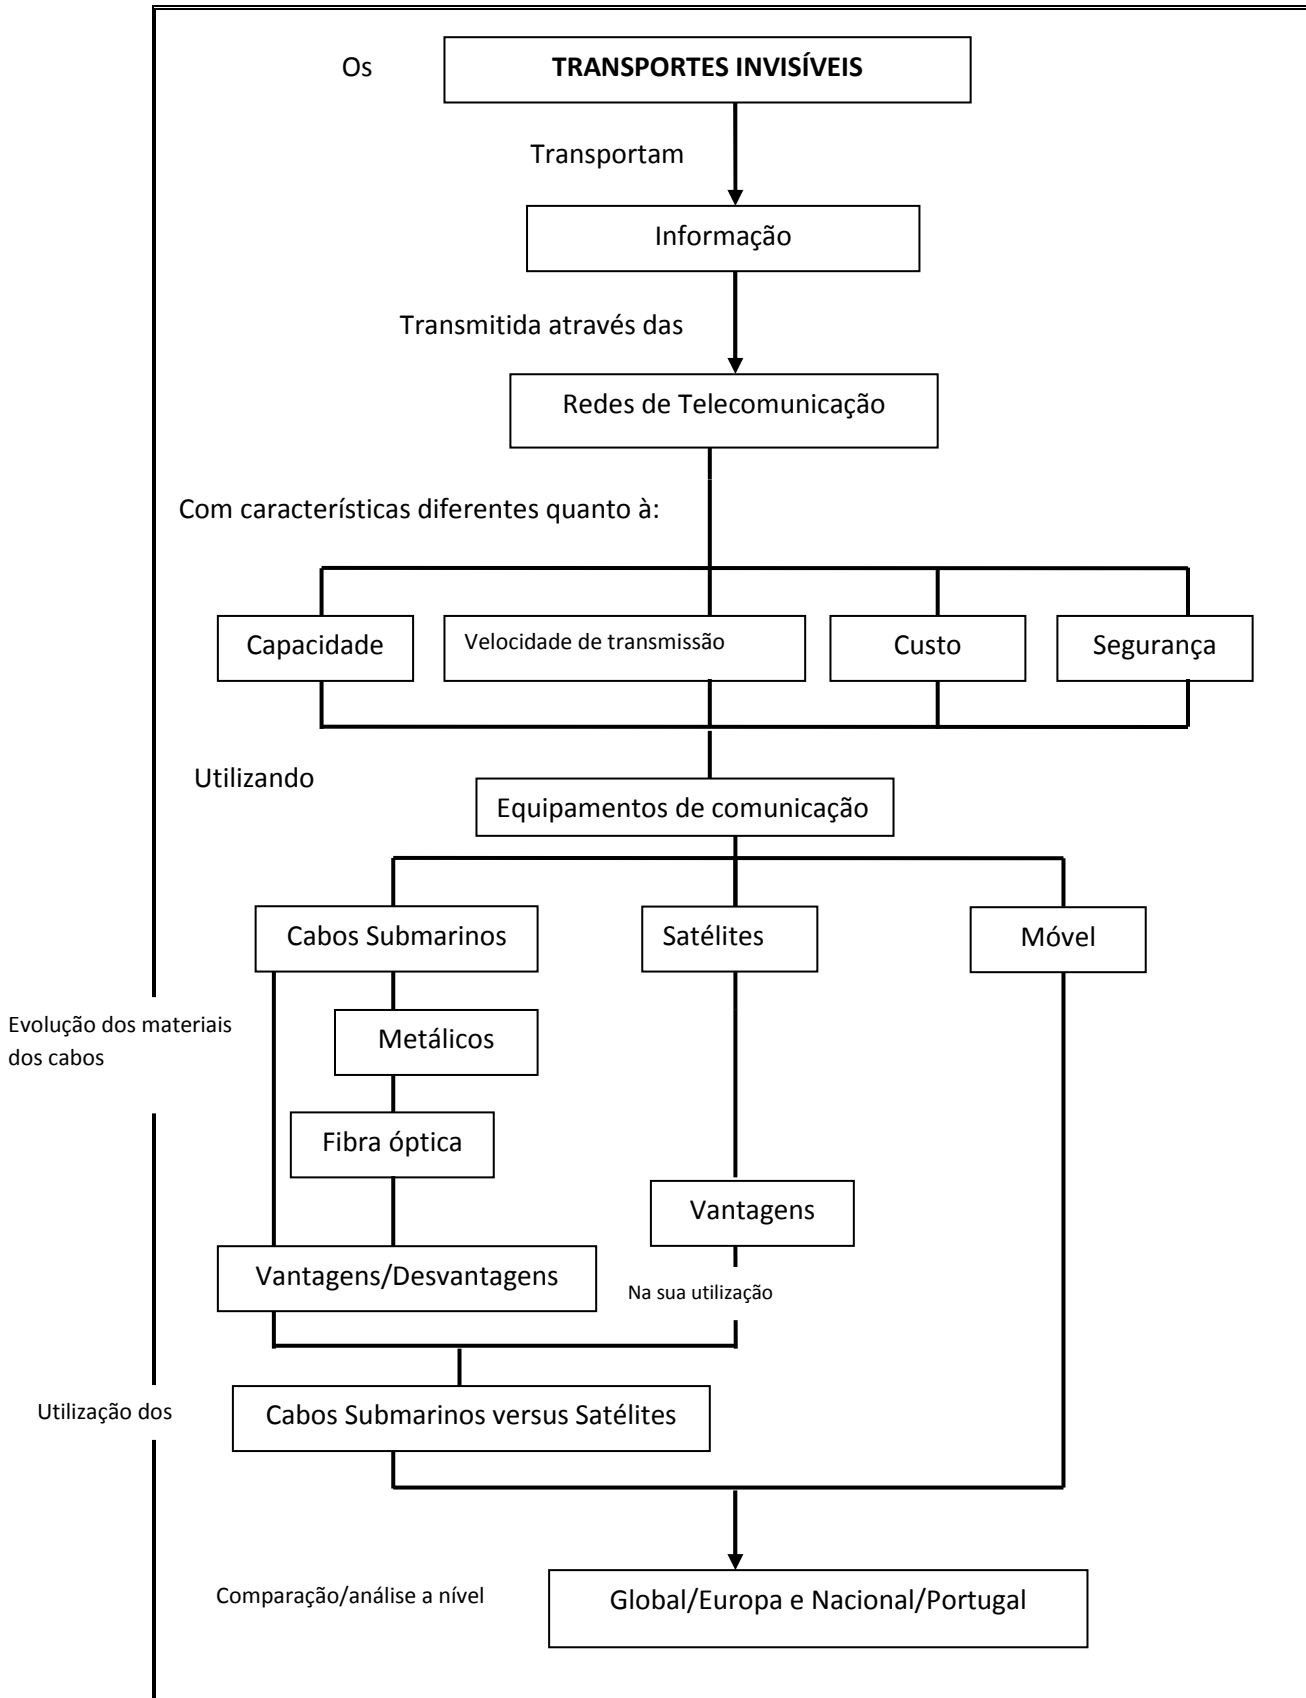 Os
TRANSPORTES INVISÍVEIS
Transportam
Informação
Transmitida através das
Redes de Telecomunicação
Com características diferentes quanto à:
Capacidade
Velocidade de transmissão
Custo
Segurança
Utilizando
Equipamentos de comunicação
Cabos Submarinos
Satélites
Móvel
Evolução dos materiais
dos cabos
Metálicos
Fibra óptica
Vantagens
Vantagens/Desvantagens
Na sua utilização
Utilização dos
Cabos Submarinos versus Satélites
Comparação/análise a nível
Global/Europa e Nacional/Portugal